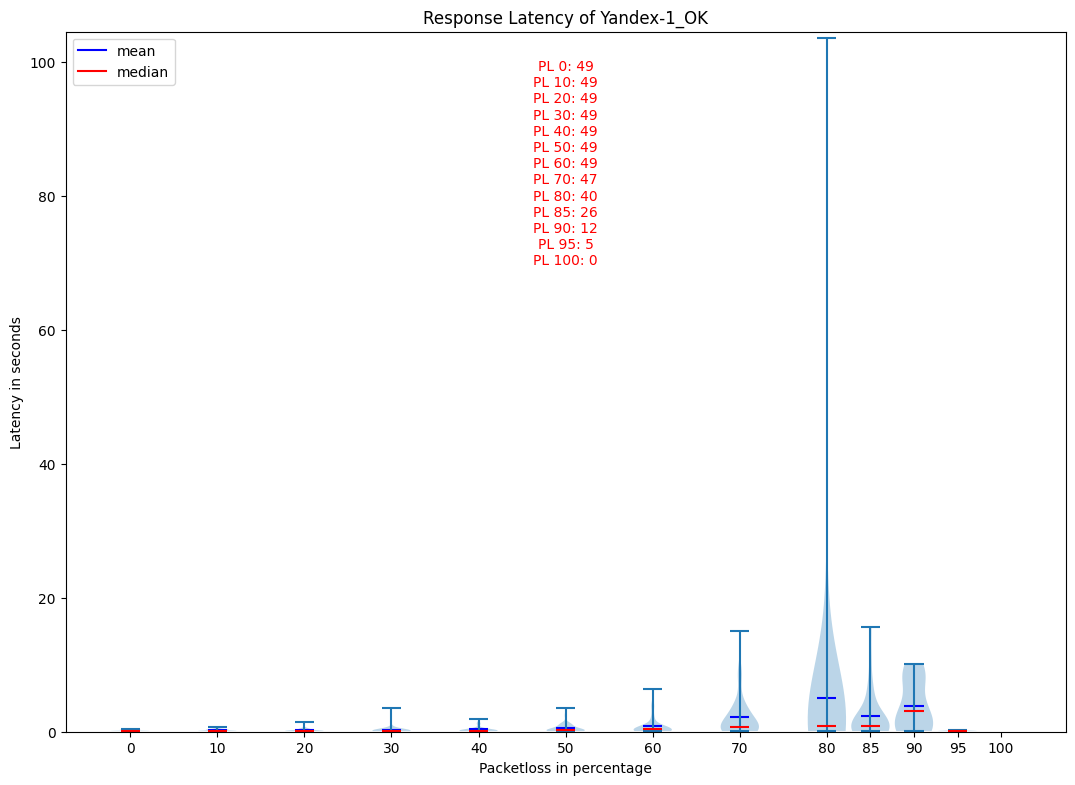 Response Latency of Yandex-1_OK
mean
median
PL 0: 49
PL 10: 49
PL 20: 49
PL 30: 49
PL 40: 49
PL 50: 49
PL 60: 49
PL 70: 47
PL 80: 40
PL 85: 26
PL 90: 12
PL 95: 5
PL 100: 0
100
80
60
40
20
0
Latency in seconds
0 10 20 30 40 50 60 70 80 85 90 95 100
Packetloss in percentage